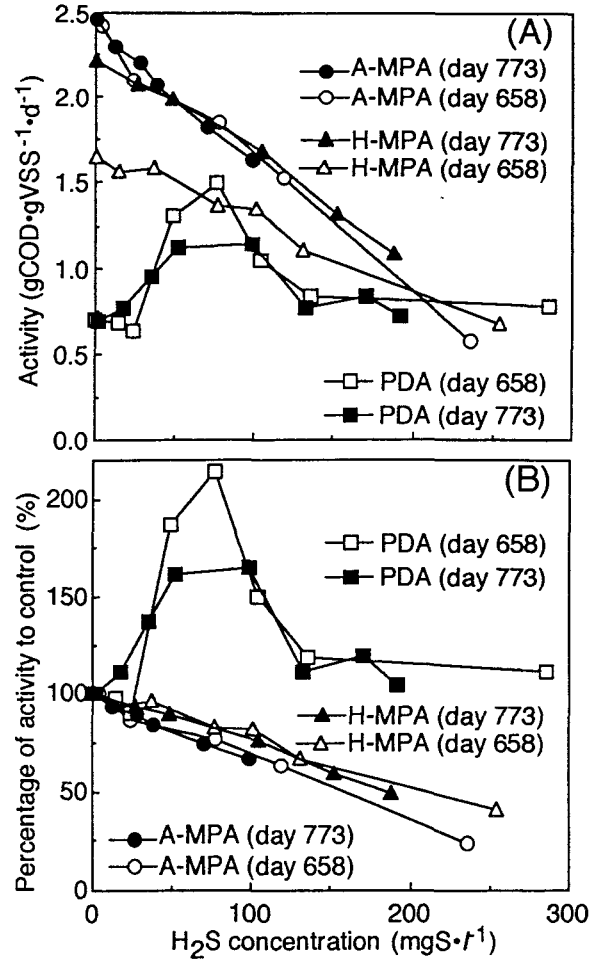 2.5
2.0
1.5
1.0
0.5
0.0
Activity (gCOD·gVSS⁻¹·d⁻¹)
(A)
A-MPA (day 773)
A-MPA (day 658)
H-MPA (day 773)
H-MPA (day 658)
PDA (day 658)
PDA (day 773)
200
150
100
50
0
Percentage of activity to control (%)
(B)
PDA (day 658)
PDA (day 773)
H-MPA (day 773)
H-MPA (day 658)
A-MPA (day 773)
A-MPA (day 658)
0 100 200 300
H₂S concentration (mgS·l⁻¹)